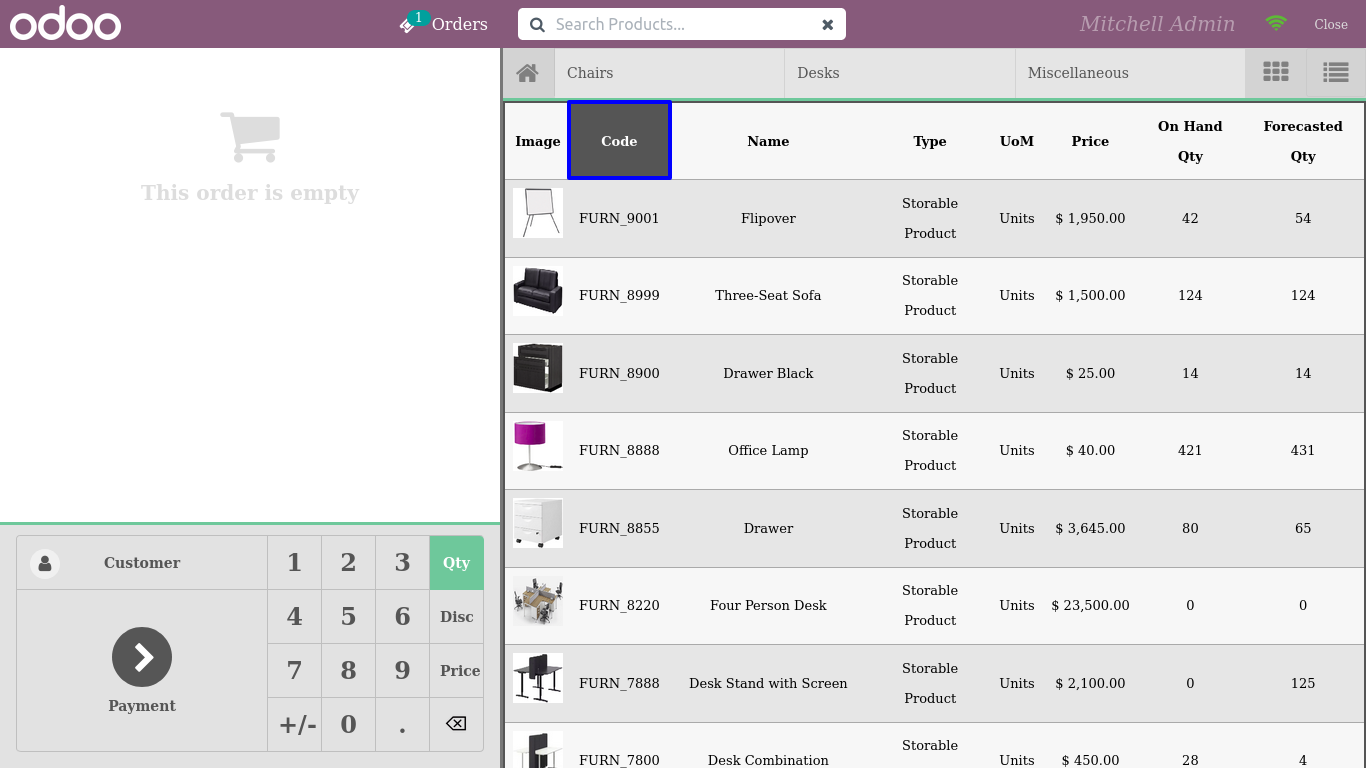 odoo
1
Orders
Search Products...
Mitchell Admin
Close
Chairs
Desks
Miscellaneous
This order is empty
Customer
1 2 3 Qty
4 5 6 Disc
7 8 9 Price
+/- 0 .
Payment
Image Code Name Type UoM Price On Hand Qty Forecasted Qty
FURN_9001 Flipover Storable Product Units $ 1,950.00 42 54
FURN_8999 Three-Seat Sofa Storable Product Units $ 1,500.00 124 124
FURN_8900 Drawer Black Storable Product Units $ 25.00 14 14
FURN_8888 Office Lamp Storable Product Units $ 40.00 421 431
FURN_8855 Drawer Storable Product Units $ 3,645.00 80 65
FURN_8220 Four Person Desk Storable Product Units $ 23,500.00 0 0
FURN_7888 Desk Stand with Screen Storable Product Units $ 2,100.00 0 125
FURN_7800 Desk Combination Storable Units $ 450.00 28 4